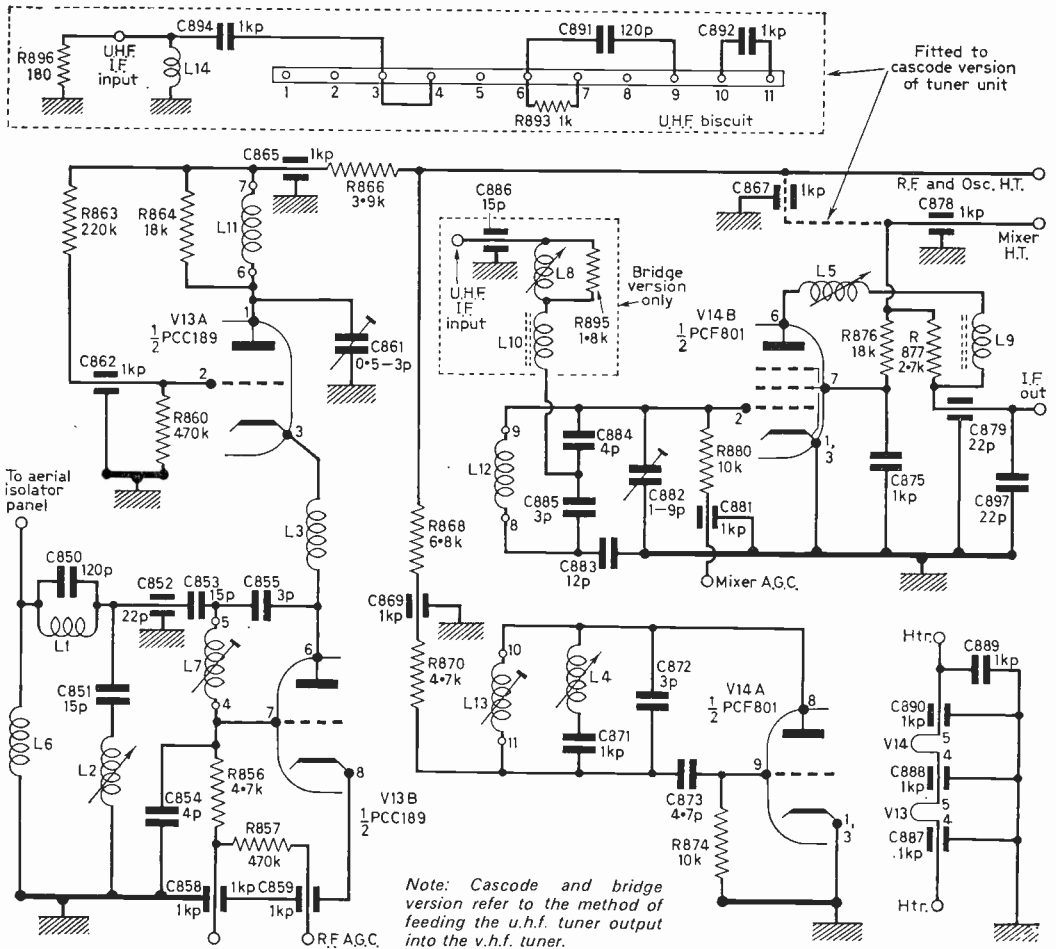 C894
1kp
C891
120p
C892
1kp
U.H.F.
I.F.
input
R896
180
L14
1 2 3 4 5 6 7 8 9 10 11
R893 1k
U.H.F. biscuit
Fitted to
cascode version
of tuner unit
C865
1kp
R866
3·9k
7
R863
220k
R864
18k
L11
6
C886
15p
U.H.F.
I.F.
input
L8
R895
1·8k
L10
Bridge
version
only
C867
1kp
R.F. and Osc. H.T.
C878
1kp
Mixer
H.T.
L5
V14B
½ PCF801
6
7
2
1,
3
R876
18k
R
877
2·7k
L9
I.F.
out
C879
22p
C897
22p
C875
1kp
1
V13A
½ PCC189
C861
0·5–3p
C862
1kp
2
R860
470k
3
L3
9
L12
8
C884
4p
C885
3p
C882
1–9p
R880
10k
C881
1kp
C883
12p
Mixer A.G.C.
R868
6·8k
C869
1kp
R870
4·7k
To aerial
isolator
panel
C850
120p
L1
C852
22p
C853
15p
C855
3p
5
L7
4
C851
15p
L2
L6
6
7
8
V13B
½ PCC189
C854
4p
R856
4·7k
R857
470k
C858
1kp
1kp
C859
1kp
R.F. A.G.C.
10
L13
11
L4
C871
1kp
C872
3p
V14A
½ PCF801
8
9
1,
3
C873
4·7p
R874
10k
Htr.
C889
1kp
C890
1kp
V14
5
4
C888
1kp
V13
5
4
C887
.1kp
Htr.
Note: Cascode and bridge
version refer to the method of
feeding the u.h.f. tuner output
into the v.h.f. tuner.